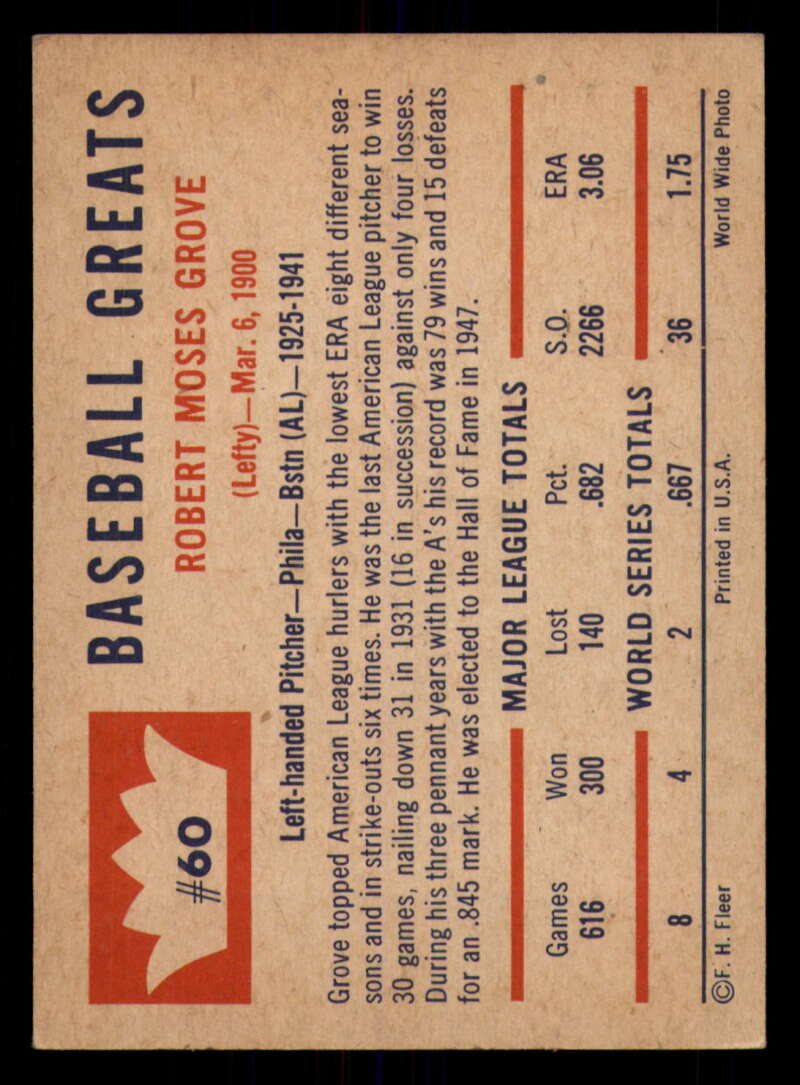 #60
BASEBALL GREATS
ROBERT MOSES GROVE
(Lefty)—Mar. 6, 1900
Left-handed Pitcher—Phila—Bstn (AL)—1925-1941
Grove topped American League hurlers with the lowest ERA eight different sea-
sons and in strike-outs six times. He was the last American League pitcher to win
30 games, nailing down 31 in 1931 (16 in succession) against only four losses.
During his three pennant years with the A's his record was 79 wins and 15 defeats
for an .845 mark. He was elected to the Hall of Fame in 1947.
MAJOR LEAGUE TOTALS
Games Won Lost Pct. S.O. ERA
616 300 140 .682 2266 3.06
WORLD SERIES TOTALS
8 4 2 .667 36 1.75
©F. H. Fleer Printed in U.S.A. World Wide Photo